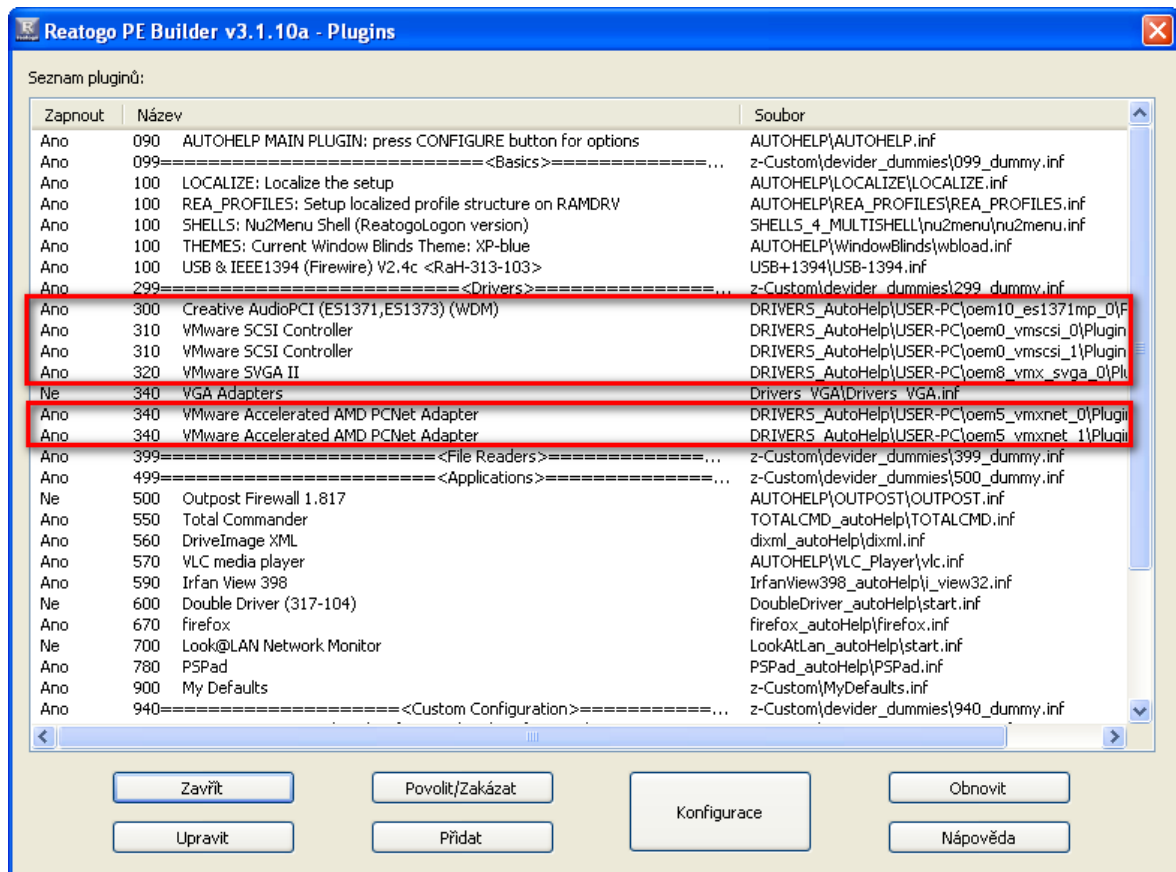 Reatogo PE Builder v3.1.10a - Plugins
Seznam pluginů:
Zapnout Název Soubor
Ano 090 AUTOHELP MAIN PLUGIN: press CONFIGURE button for options AUTOHELP\AUTOHELP.inf
Ano 099===========================<Basics>=============... z-Custom\devider_dummies\099_dummy.inf
Ano 100 LOCALIZE: Localize the setup AUTOHELP\LOCALIZE\LOCALIZE.inf
Ano 100 REA_PROFILES: Setup localized profile structure on RAMDRV AUTOHELP\REA_PROFILES\REA_PROFILES.inf
Ano 100 SHELLS: Nu2Menu Shell (ReatogoLogon version) SHELLS_4_MULTISHELL\nu2menu\nu2menu.inf
Ano 100 THEMES: Current Window Blinds Theme: XP-blue AUTOHELP\WindowBlinds\wbload.inf
Ano 100 USB & IEEE1394 (Firewire) V2.4c <RaH-313-103> USB+1394\USB-1394.inf
Ano 299=========================<Drivers>===============... z-Custom\devider_dummies\299_dummy.inf
Ano 300 Creative AudioPCI (ES1371,ES1373) (WDM) DRIVERS_AutoHelp\USER-PC\oem10_es1371mp_0\P
Ano 310 VMware SCSI Controller DRIVERS_AutoHelp\USER-PC\oem0_vmscsi_0\Plugin
Ano 310 VMware SCSI Controller DRIVERS_AutoHelp\USER-PC\oem0_vmscsi_1\Plugin
Ano 320 VMware SVGA II DRIVERS_AutoHelp\USER-PC\oem8_vmx_svga_0\Plu
Ne 340 VGA Adapters Drivers_VGA\Drivers_VGA.inf
Ano 340 VMware Accelerated AMD PCNet Adapter DRIVERS_AutoHelp\USER-PC\oem5_vmxnet_0\Plugi
Ano 340 VMware Accelerated AMD PCNet Adapter DRIVERS_AutoHelp\USER-PC\oem5_vmxnet_1\Plugi
Ano 399=======================<File Readers>=============... z-Custom\devider_dummies\399_dummy.inf
Ano 499=======================<Applications>==============... z-Custom\devider_dummies\500_dummy.inf
Ne 500 Outpost Firewall 1.817 AUTOHELP\OUTPOST\OUTPOST.inf
Ano 550 Total Commander TOTALCMD_autoHelp\TOTALCMD.inf
Ano 560 DriveImage XML dixml_autoHelp\dixml.inf
Ano 570 VLC media player AUTOHELP\VLC_Player\vlc.inf
Ano 590 Irfan View 398 IrfanView398_autoHelp\i_view32.inf
Ne 600 Double Driver (317-104) DoubleDriver_autoHelp\start.inf
Ano 670 firefox firefox_autoHelp\firefox.inf
Ne 700 Look@LAN Network Monitor LookAtLan_autoHelp\start.inf
Ano 780 PSPad PSPad_autoHelp\PSPad.inf
Ano 900 My Defaults z-Custom\MyDefaults.inf
Ano 940====================<Custom Configuration>===========... z-Custom\devider_dummies\940_dummy.inf
Zavřít Povolit/Zakázat Konfigurace Obnovit
Upravit Přidat Nápověda